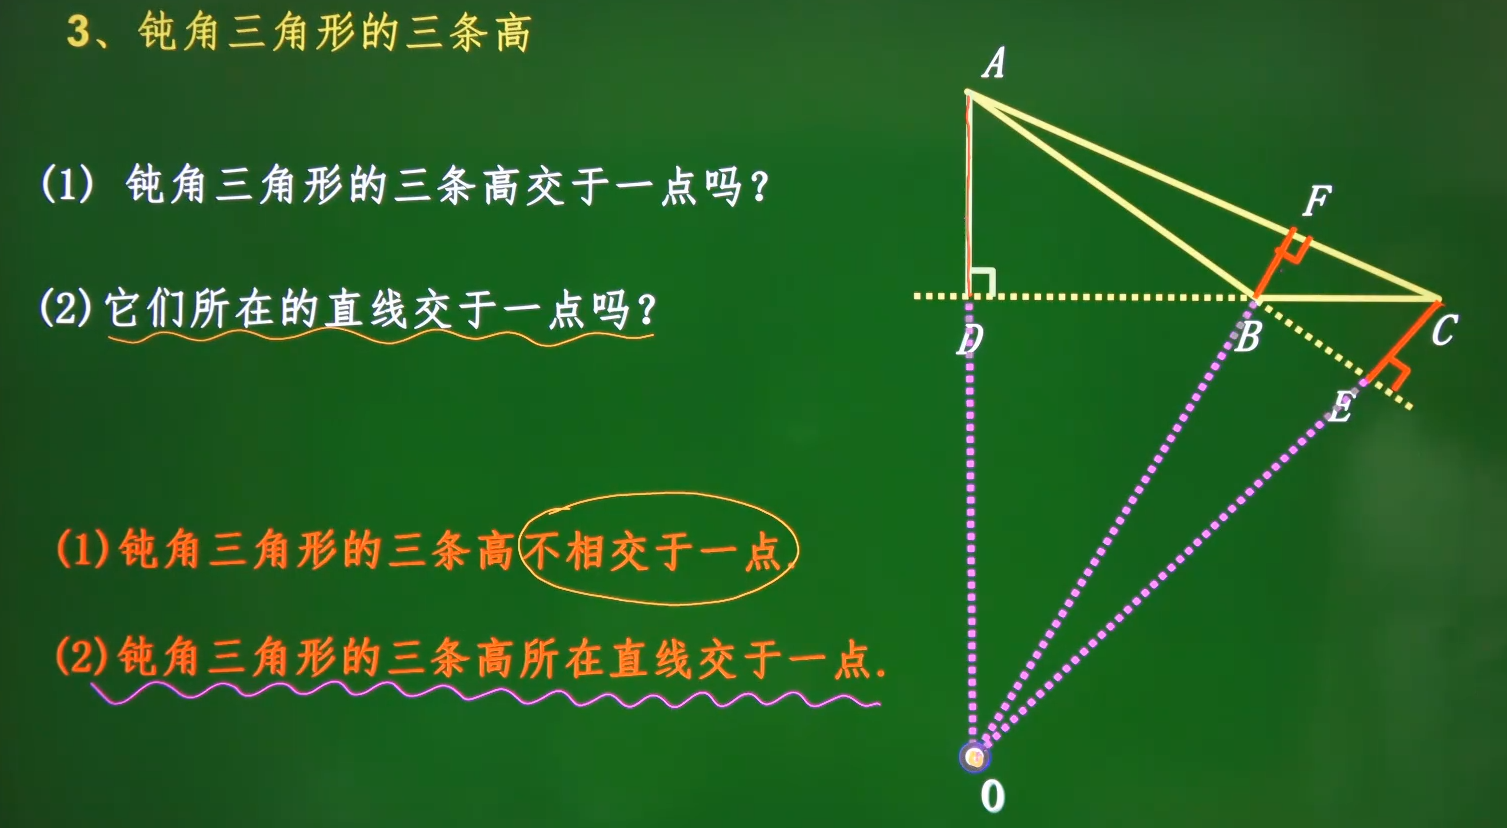 3、钝角三角形的三条高
(1) 钝角三角形的三条高交于一点吗?
(2)它们所在的直线交于一点吗?
(1)钝角三角形的三条高不相交于一点.
(2)钝角三角形的三条高所在直线交于一点.
A
F
D
B
C
E
O